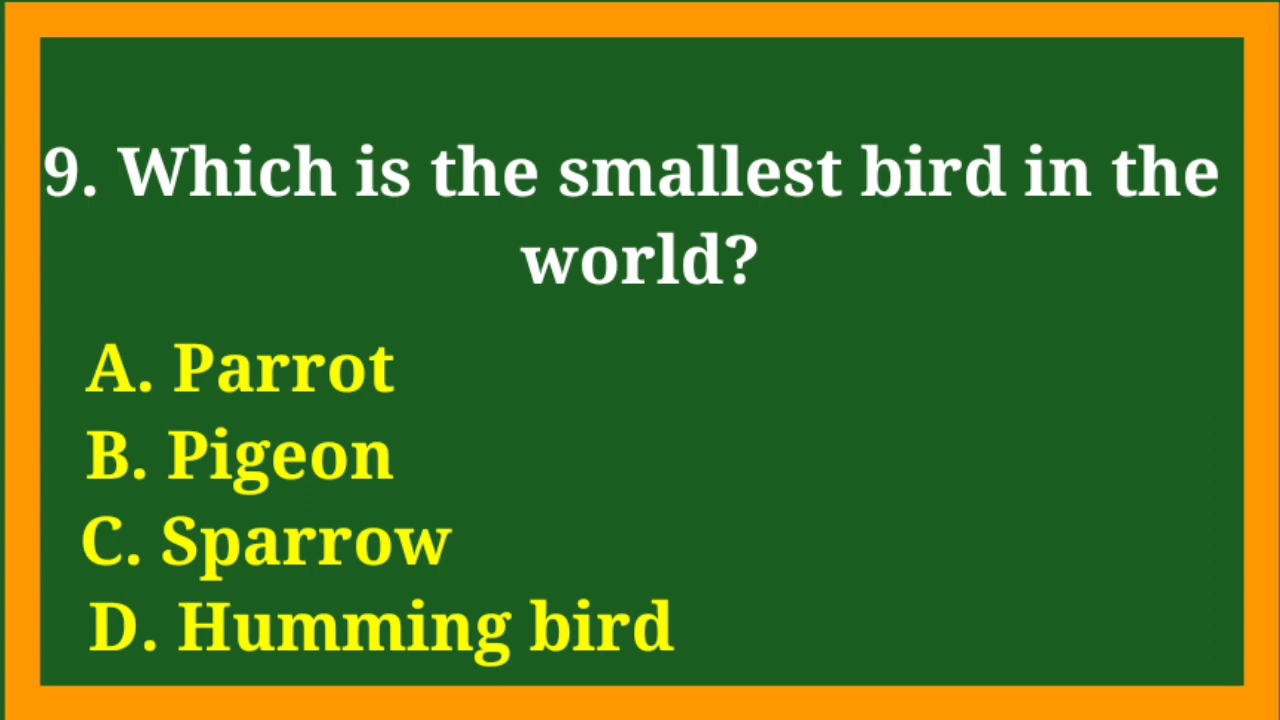 9. Which is the smallest bird in the
world?
A. Parrot
B. Pigeon
C. Sparrow
D. Humming bird